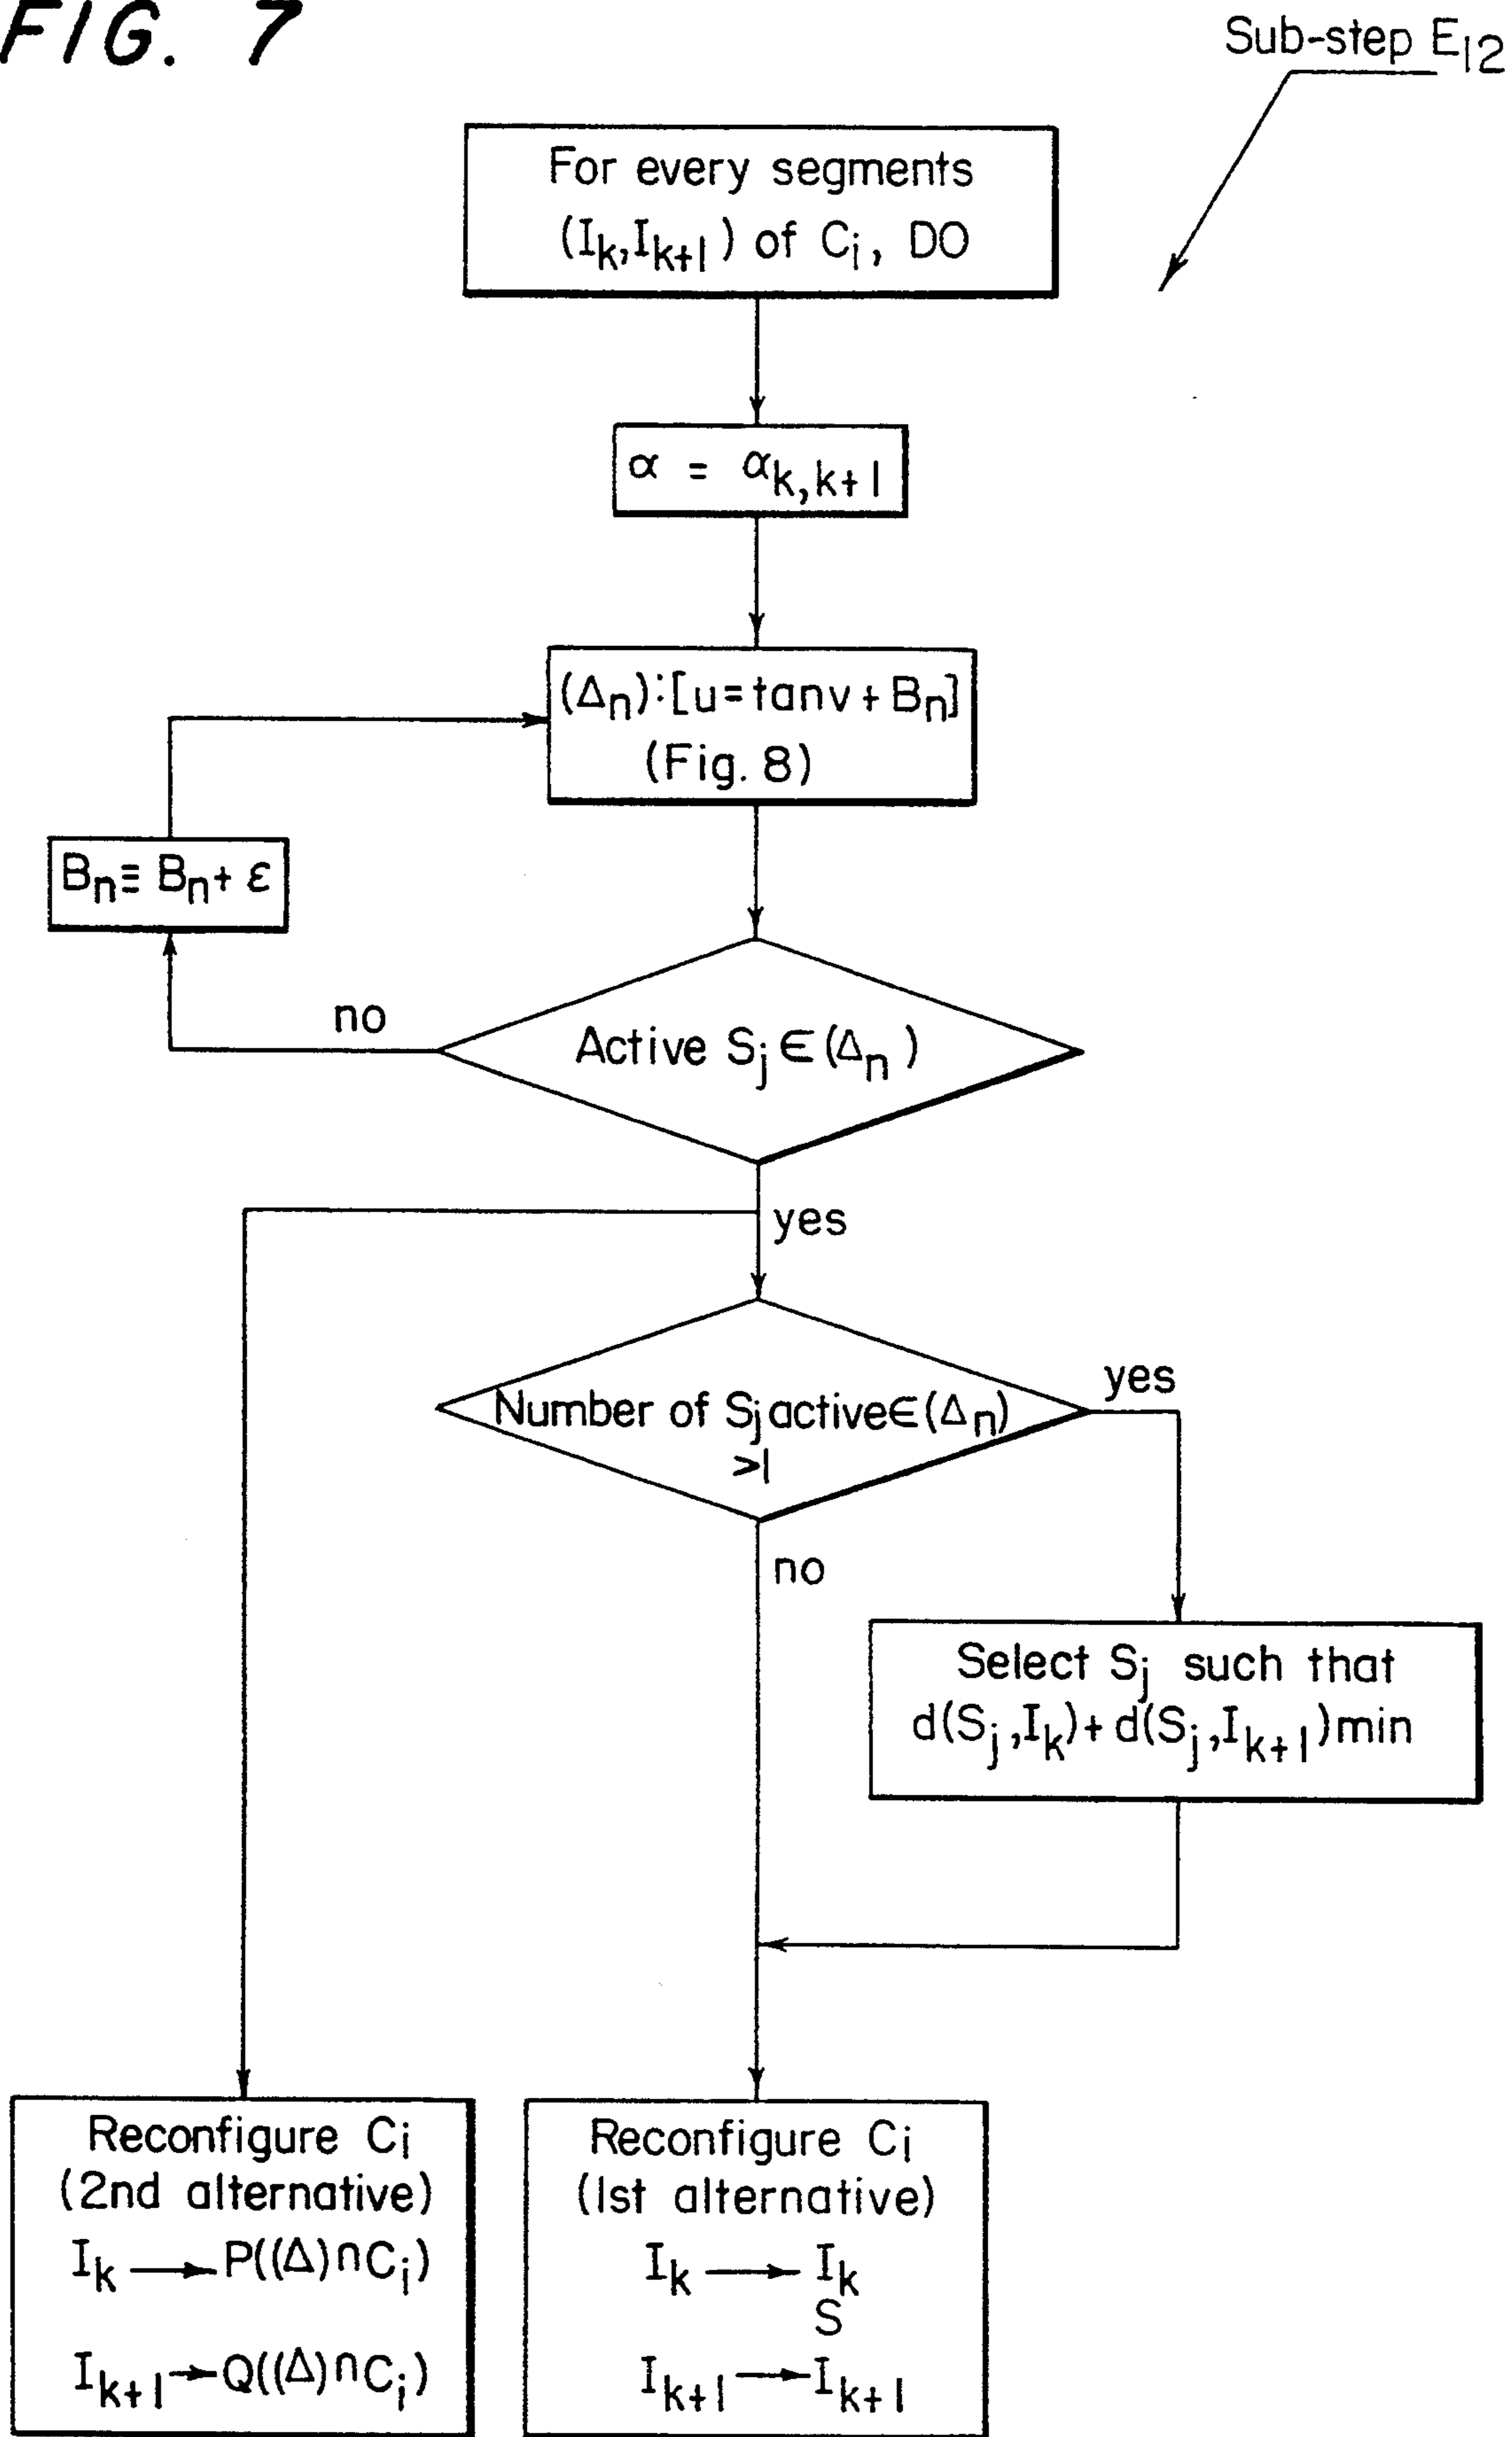 FIG. 7
Sub-step E12
For every segments
(Ik,Ik+1) of Ci, DO
α = αk,k+1
(Δn):[u=tanv+Bn]
(Fig. 8)
Bn≡ Bn+ ε
no
Active Sj∈(Δn)
yes
Number of Sj active∈(Δn)
>1
yes
no
Select Sj such that
d(Sj,Ik)+d(Sj,Ik+1)min
Reconfigure Ci
(2nd alternative)
Ik → P((Δ)∩Ci)
Ik+1→Q((Δ)∩Ci)
Reconfigure Ci
(1st alternative)
Ik → Ik
S
Ik+1→Ik+1